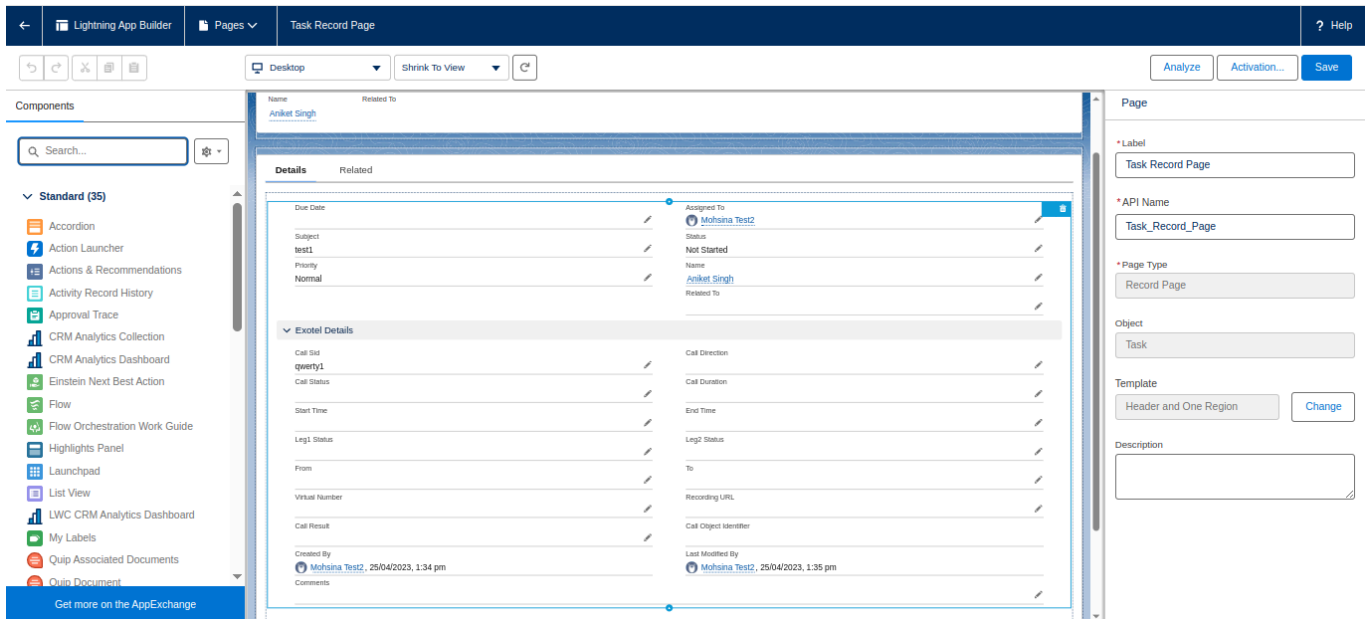 Lightning App Builder
Pages
Task Record Page
? Help
Desktop
Shrink To View
Analyze
Activation...
Save
Components
Search...
Standard (35)
Accordion
Action Launcher
Actions & Recommendations
Activity Record History
Approval Trace
CRM Analytics Collection
CRM Analytics Dashboard
Einstein Next Best Action
Flow
Flow Orchestration Work Guide
Highlights Panel
Launchpad
List View
LWC CRM Analytics Dashboard
My Labels
Quip Associated Documents
Quip Document
Get more on the AppExchange
Name Related To
Aniket Singh
Details Related
Due Date Assigned To
Mohsina Test2
Subject Status
test1 Not Started
Priority Name
Normal Aniket Singh
Related To
Exotel Details
Call Sid Call Direction
qwerty1
Call Status Call Duration
Start Time End Time
Leg1 Status Leg2 Status
From To
Virtual Number Recording URL
Call Result Call Object Identifier
Created By Last Modified By
Mohsina Test2, 25/04/2023, 1:34 pm Mohsina Test2, 25/04/2023, 1:35 pm
Comments
Page
*Label
Task Record Page
*API Name
Task_Record_Page
*Page Type
Record Page
Object
Task
Template
Header and One Region
Change
Description